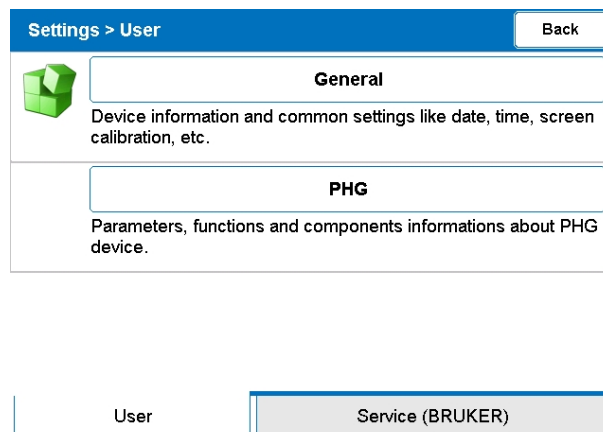 Settings > User
Back
General
Device information and common settings like date, time, screen
calibration, etc.
PHG
Parameters, functions and components informations about PHG
device.
User
Service (BRUKER)